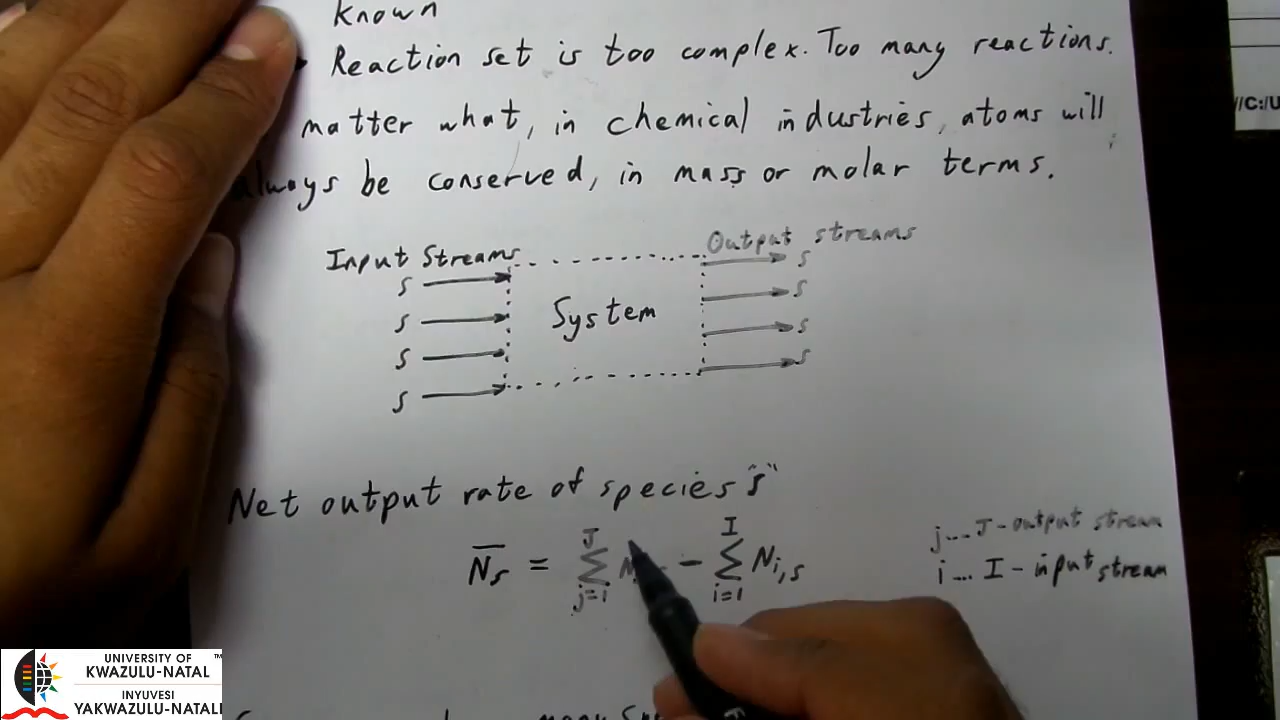 known
Reaction set is too complex. Too many reactions.
matter what, in chemical industries, atoms will
always be conserved, in mass or molar terms.
Input Streams
Output streams
s s
s s
s s
s s
System
Net output rate of species "s"
N̄s = Σ j=1 J N - Σ i=1 I Ni,s
j... J - output stream
i... I - input stream
//C:/U
UNIVERSITY OF ™
KWAZULU-NATAL
INYUVESI
YAKWAZULU-NATALI
many